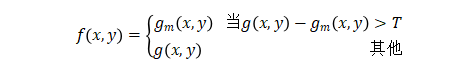 f(x,y) = { g_m(x,y) 当g(x,y) − g_m(x,y) > T
g(x,y) 其他